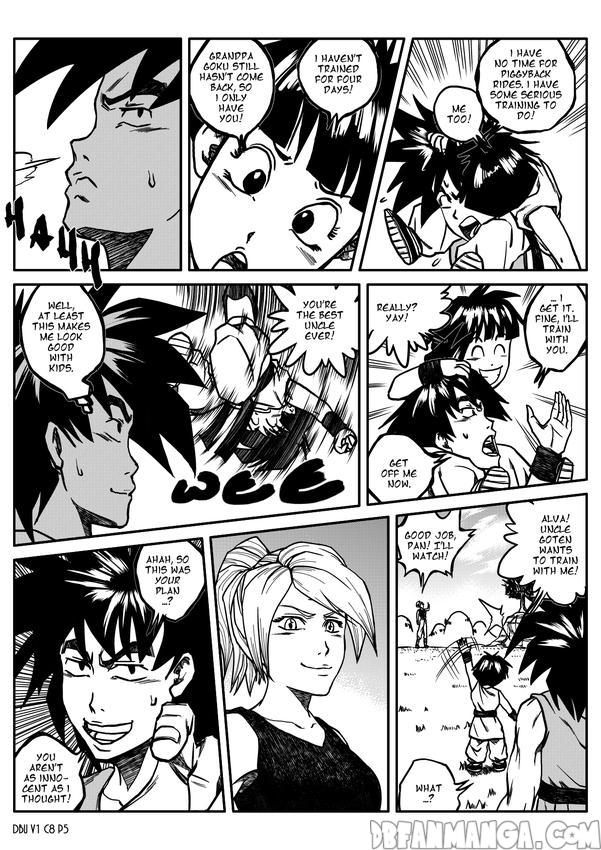 I HAVE
NO TIME FOR
PIGGYBACK
RIDES. I HAVE
SOME SERIOUS
TRAINING TO
DO!
ME
TOO!
I HAVEN'T
TRAINED FOR
FOUR
DAYS!
GRANDPA
GOKU STILL
HASN'T COME
BACK, SO
I ONLY
HAVE
YOU!
HAHH
... I
GET IT.
FINE, I'LL
TRAIN
WITH
YOU.
REALLY?
YAY!
GET OFF
ME NOW.
YOU'RE
THE BEST
UNCLE
EVER!
WEE
WELL,
AT LEAST
THIS MAKES
ME LOOK
GOOD
WITH
KIDS.
ALVA!
UNCLE
GOTEN
WANTS
TO TRAIN
WITH ME!
GOOD JOB,
PAN! I'LL
WATCH!
WHAT
...?
AHAH, SO
THIS WAS
YOUR
PLAN
...?
YOU
AREN'T
AS INNO-
CENT AS I
THOUGHT!
DBU V1 C8 P5
DBFANMANGA.COM